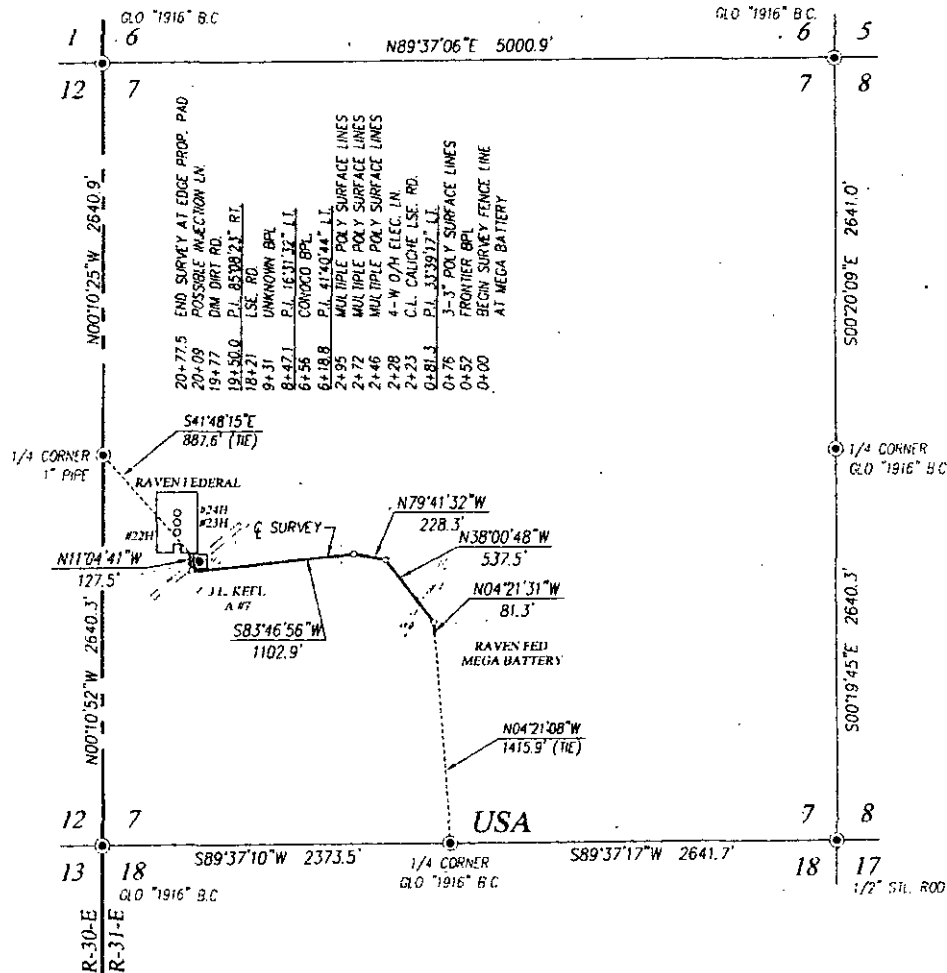 GLO "1916" B.C
GLO "1916" B.C.
1 6
6 5
N89°37'06"E 5000.9'
12 7
7 8
N00°10'25"W 2640.9'
S00°20'09"E 2641.0'
20+77.5 END SURVEY AT EDGE PROP. PAD
20+09 POSSIBLE INJECTION LN.
19+77 DIM DIRT RD.
19+50.0 P.I. 85°08'23" RT.
18+21 LSE. RD.
9+31 UNKNOWN BPL
8+47.1 P.I. 16°31'32" LT.
6+56 CONOCO BPL
6+18.8 P.I. 41°40'44" LT.
2+95 MULTIPLE POLY SURFACE LINES
2+72 MULTIPLE POLY SURFACE LINES
2+46 MULTIPLE POLY SURFACE LINES
2+28 4-W O/H ELEC. LN.
2+23 C.L. CALICHE LSE. RD.
0+81.3 P.I. 33°39'17" LT.
0+76 3-3" POLY SURFACE LINES
0+52 FRONTIER BPL
0+00 BEGIN SURVEY FENCE LINE
AT MEGA BATTERY
S41°48'15"E
887.6' (TIE)
1/4 CORNER
1" PIPE
1/4 CORNER
GLO "1916" B.C
RAVEN FEDERAL
#24H
#23H
#22H
℄ SURVEY
N79°41'32"W
228.3'
N38°00'48"W
537.5'
N11°04'41"W
127.5'
J.L. KEEL
A #7
N04°21'31"W
81.3'
S83°46'56"W
1102.9'
RAVEN FED
MEGA BATTERY
N00°10'52"W 2640.3'
S00°19'45"E 2640.3'
N04°21'08"W
1415.9' (TIE)
USA
12 7
7 8
S89°37'10"W 2373.5'
S89°37'17"W 2641.7'
1/4 CORNER
GLO "1916" B.C
13 18
18 17
GLO "1916" B.C
1/2" STL. ROD
R-30-E
R-31-E